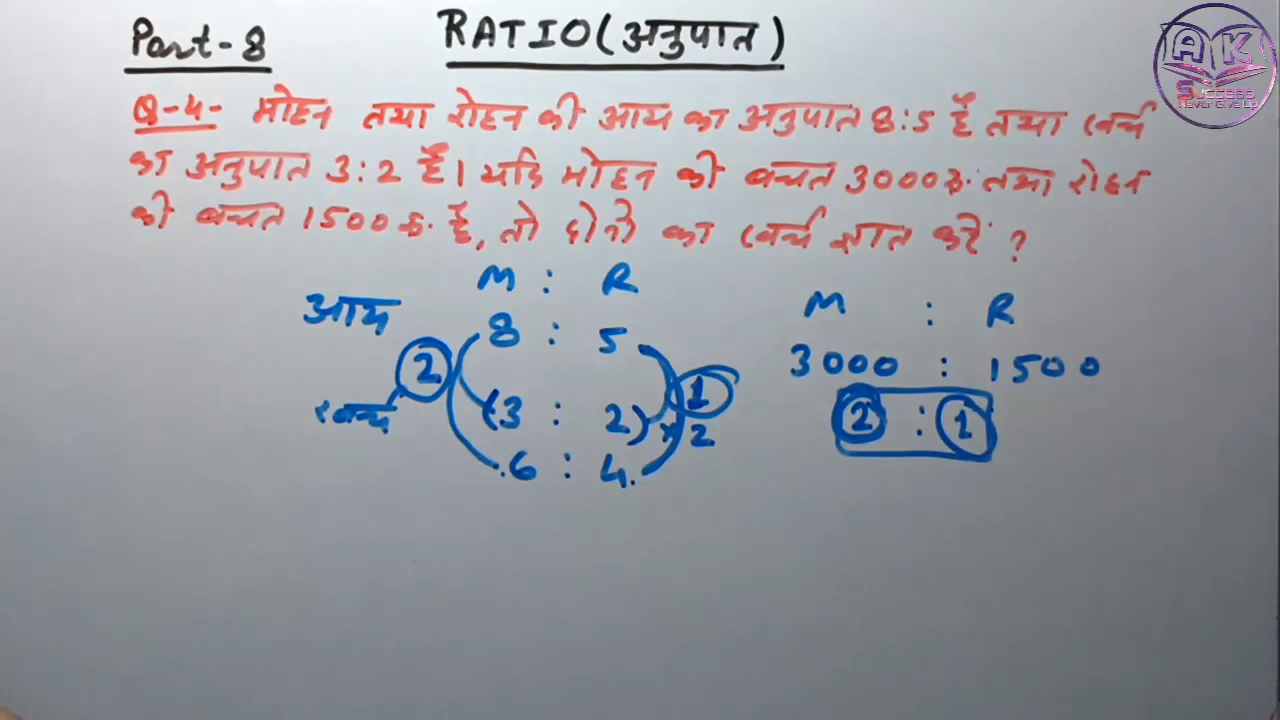 Part-8
RATIO (अनुपात)
AK
Success
Never Give Up
Q-4- मोहन तथा रोहन की आय का अनुपात 8:5 है तथा खर्च
का अनुपात 3:2 है। यदि मोहन की बचत 3000 रु. तथा रोहन
की बचत 1500 रु. है, तो दोनो का खर्च ज्ञात करें ?
M : R
आय 8 : 5
2 1
खर्च (3 : 2) × 2
6 : 4
M : R
3000 : 1500
2 : 1